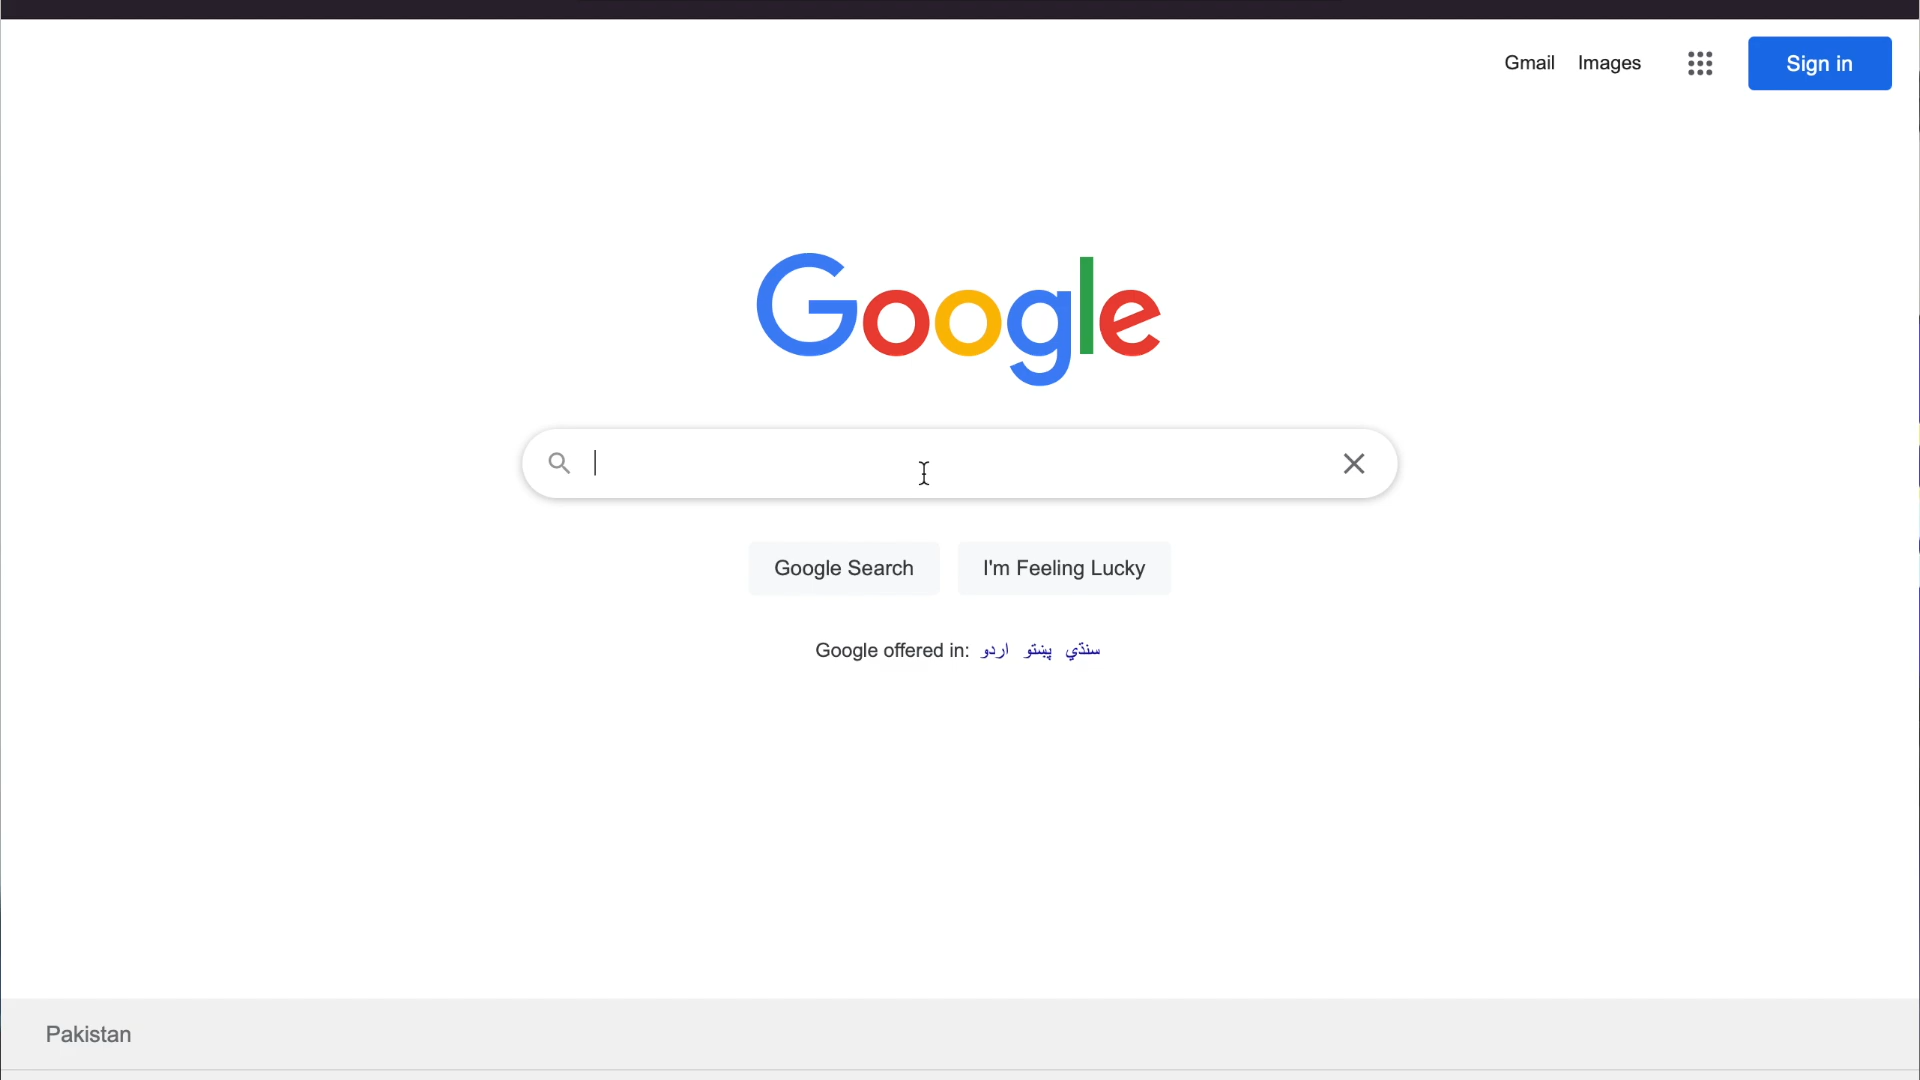 Gmail Images Sign in
Google
Google Search I'm Feeling Lucky
Google offered in: اردو پښتو سنڌي
Pakistan